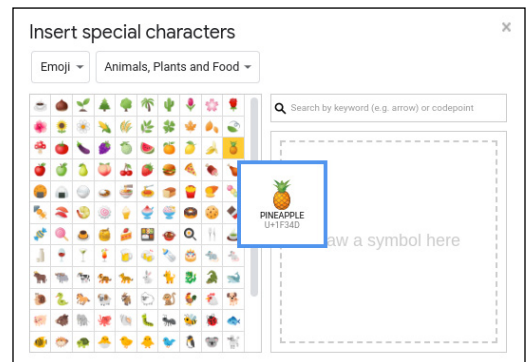 Insert special characters
×
Emoji
Animals, Plants and Food
Search by keyword (e.g. arrow) or codepoint
PINEAPPLE
U+1F34D
aw a symbol here